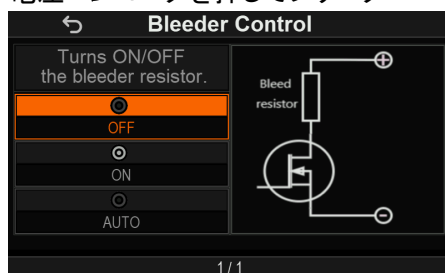 Bleeder Control
Turns ON/OFF
the bleeder resistor.
Bleed
resistor
OFF
ON
AUTO
1/1